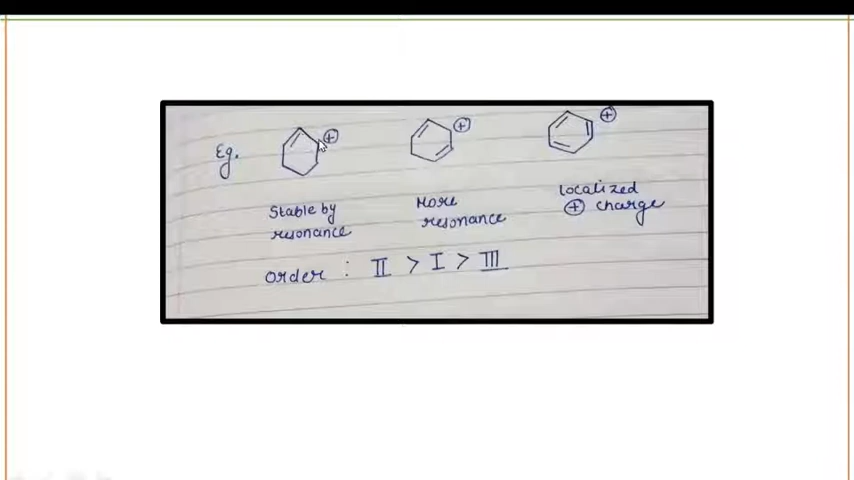 Eg.
⊕ ⊕ ⊕
Stable by
resonance
More
resonance
localized
⊕ charge
order : II > I > III